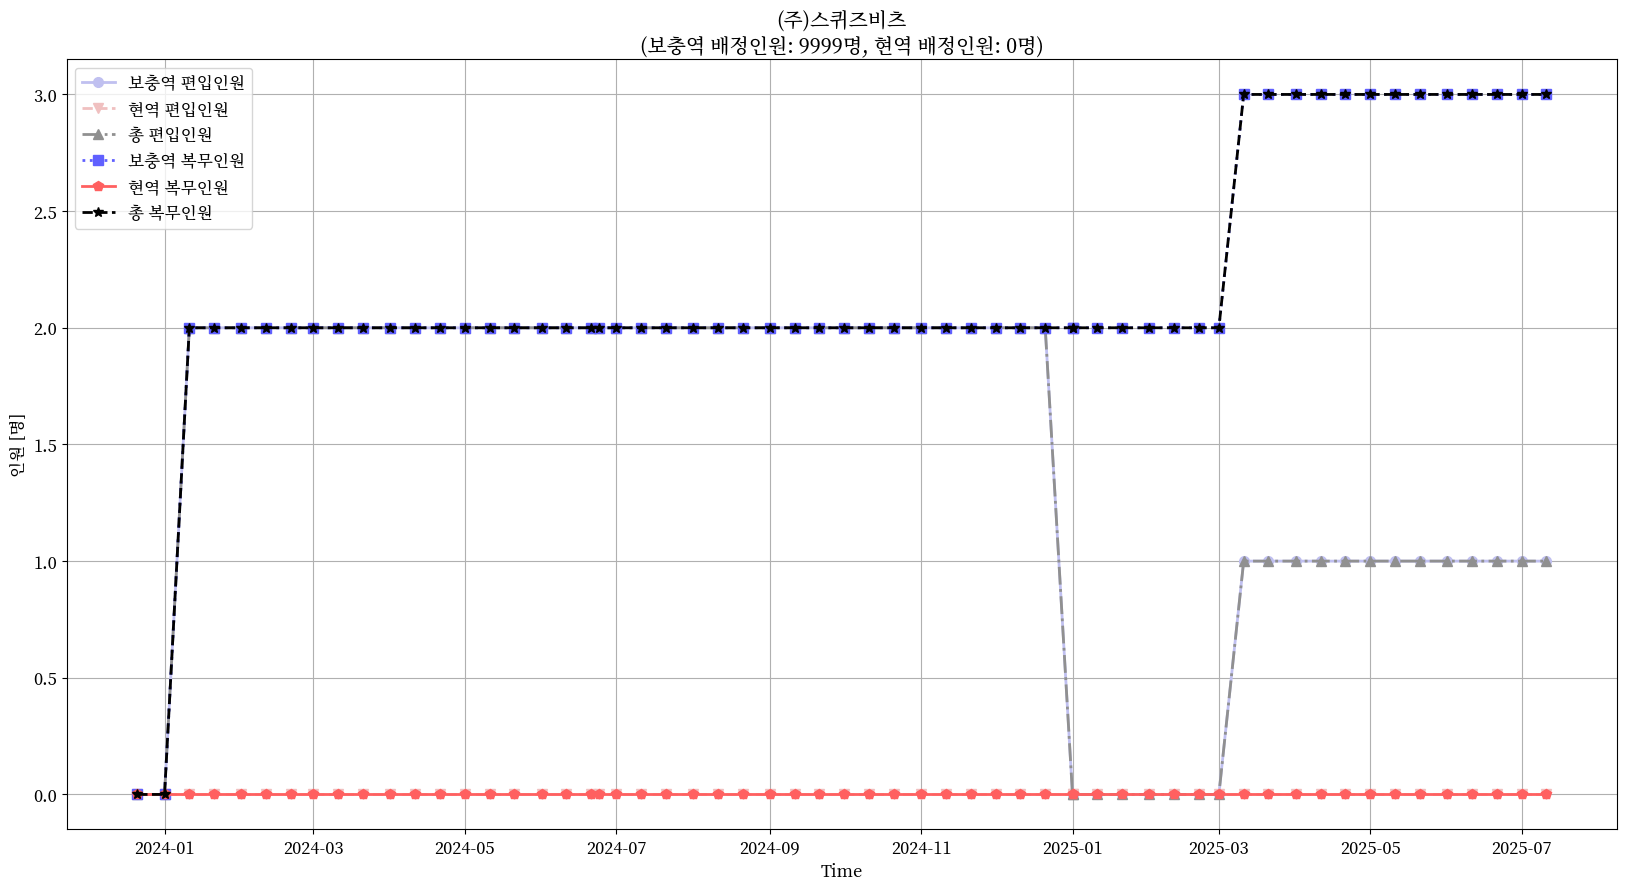 (주)스퀴즈비츠
(보충역 배정인원: 9999명, 현역 배정인원: 0명)
보충역 편입인원
현역 편입인원
총 편입인원
보충역 복무인원
현역 복무인원
총 복무인원
3.0
2.5
2.0
1.5
1.0
0.5
0.0
인원 [명]
2024-01
2024-03
2024-05
2024-07
2024-09
2024-11
2025-01
2025-03
2025-05
2025-07
Time